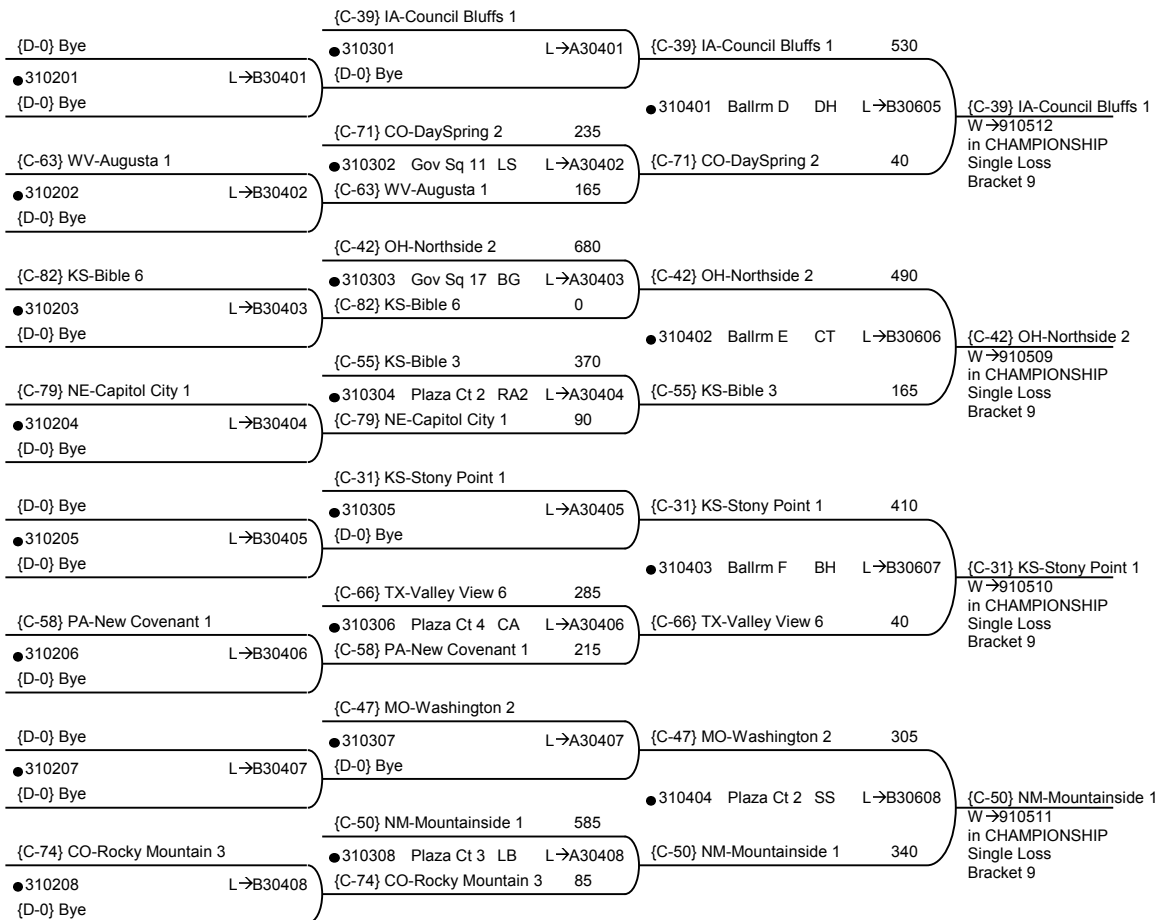 {D-0} Bye
●310201 L→B30401
{D-0} Bye
{C-63} WV-Augusta 1
●310202 L→B30402
{D-0} Bye
{C-82} KS-Bible 6
●310203 L→B30403
{D-0} Bye
{C-79} NE-Capitol City 1
●310204 L→B30404
{D-0} Bye
{D-0} Bye
●310205 L→B30405
{D-0} Bye
{C-58} PA-New Covenant 1
●310206 L→B30406
{D-0} Bye
{D-0} Bye
●310207 L→B30407
{D-0} Bye
{C-74} CO-Rocky Mountain 3
●310208 L→B30408
{D-0} Bye
{C-39} IA-Council Bluffs 1
●310301 L→A30401
{D-0} Bye
{C-71} CO-DaySpring 2 235
●310302 Gov Sq 11 LS L→A30402
{C-63} WV-Augusta 1 165
{C-42} OH-Northside 2 680
●310303 Gov Sq 17 BG L→A30403
{C-82} KS-Bible 6 0
{C-55} KS-Bible 3 370
●310304 Plaza Ct 2 RA2 L→A30404
{C-79} NE-Capitol City 1 90
{C-31} KS-Stony Point 1
●310305 L→A30405
{D-0} Bye
{C-66} TX-Valley View 6 285
●310306 Plaza Ct 4 CA L→A30406
{C-58} PA-New Covenant 1 215
{C-47} MO-Washington 2
●310307 L→A30407
{D-0} Bye
{C-50} NM-Mountainside 1 585
●310308 Plaza Ct 3 LB L→A30408
{C-74} CO-Rocky Mountain 3 85
{C-39} IA-Council Bluffs 1 530
●310401 Ballrm D DH L→B30605
{C-71} CO-DaySpring 2 40
{C-42} OH-Northside 2 490
●310402 Ballrm E CT L→B30606
{C-55} KS-Bible 3 165
{C-31} KS-Stony Point 1 410
●310403 Ballrm F BH L→B30607
{C-66} TX-Valley View 6 40
{C-47} MO-Washington 2 305
●310404 Plaza Ct 2 SS L→B30608
{C-50} NM-Mountainside 1 340
{C-39} IA-Council Bluffs 1
W→910512
in CHAMPIONSHIP
Single Loss
Bracket 9
{C-42} OH-Northside 2
W→910509
in CHAMPIONSHIP
Single Loss
Bracket 9
{C-31} KS-Stony Point 1
W→910510
in CHAMPIONSHIP
Single Loss
Bracket 9
{C-50} NM-Mountainside 1
W→910511
in CHAMPIONSHIP
Single Loss
Bracket 9